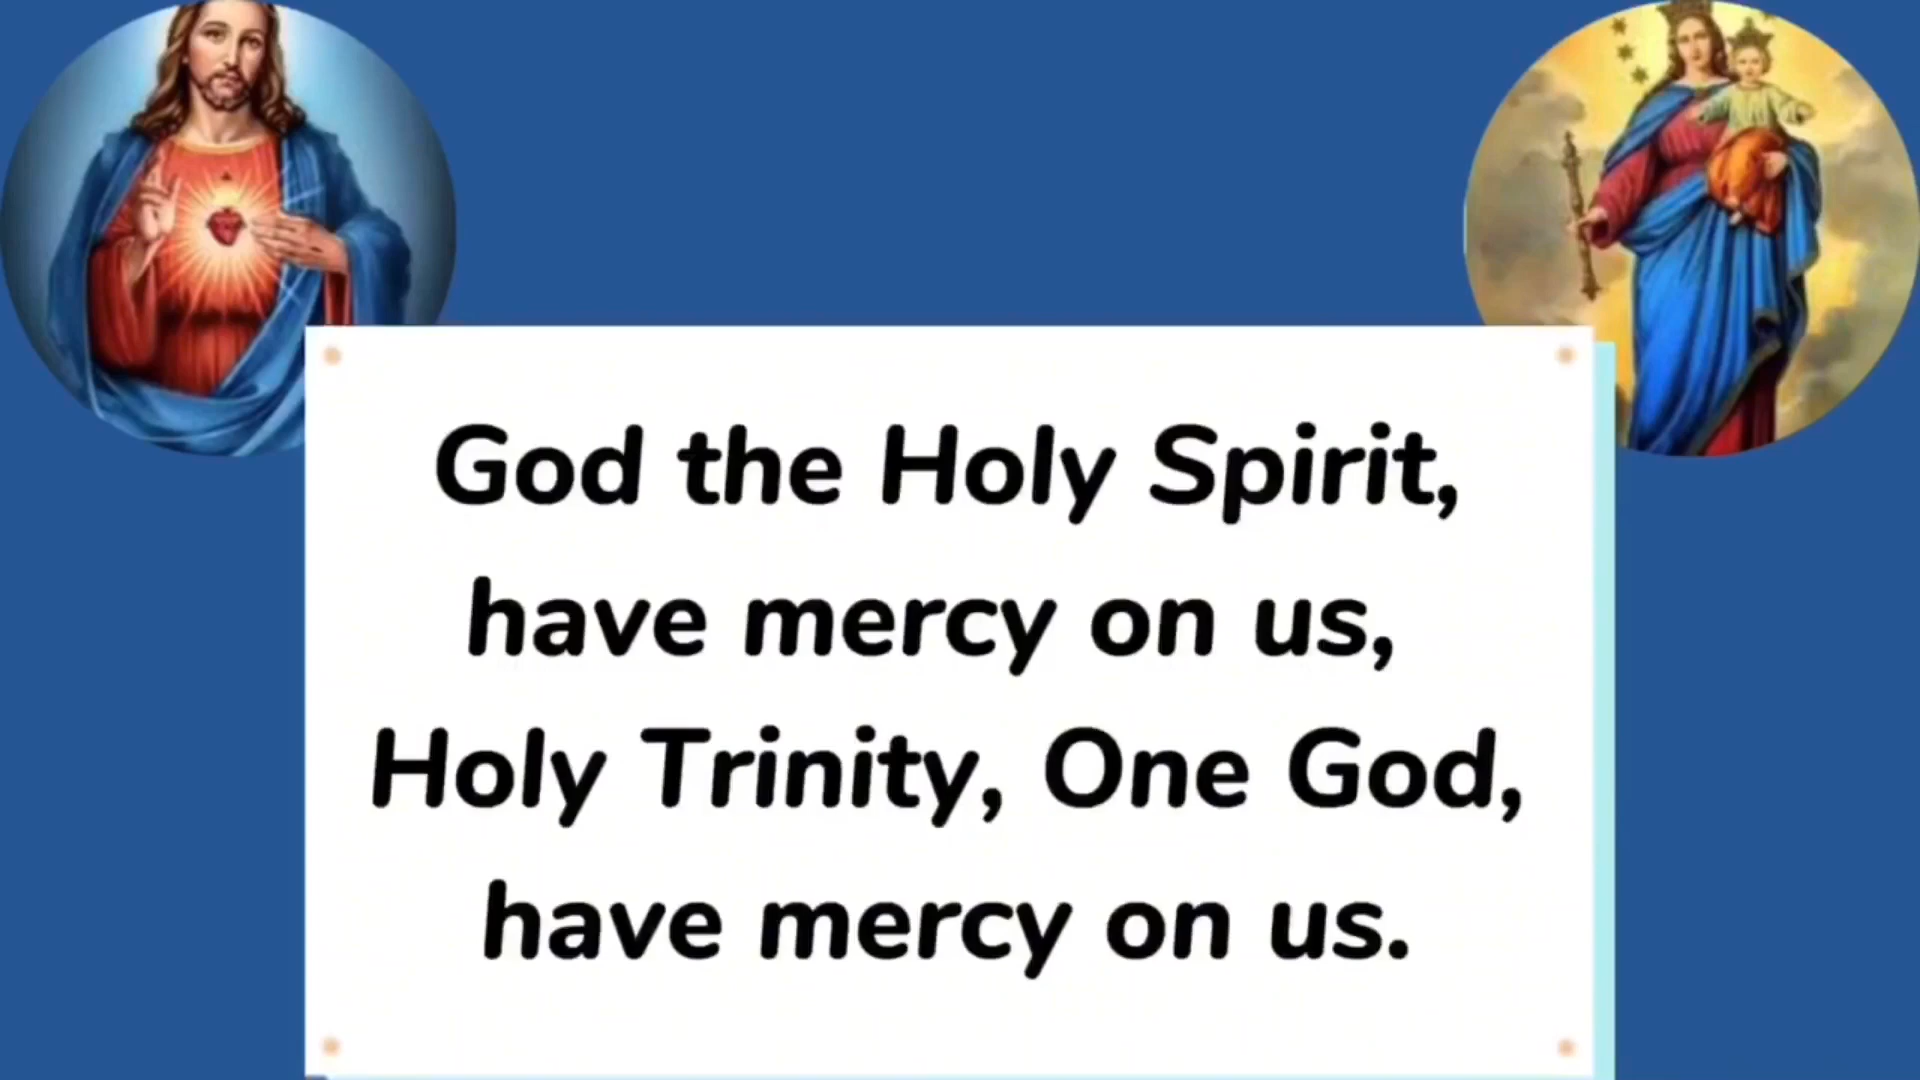 God the Holy Spirit,
have mercy on us,
Holy Trinity, One God,
have mercy on us.